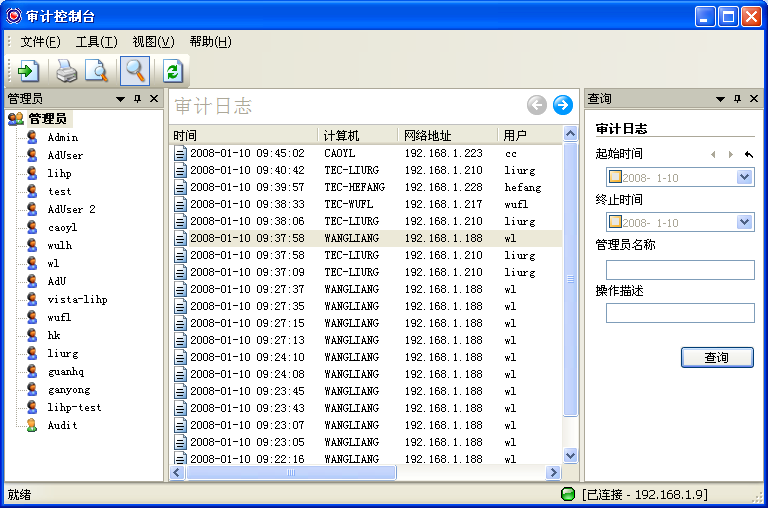 审计控制台
文件(F) 工具(T) 视图(V) 帮助(H)
管理员
管理员
Admin
AdUser
lihp
test
AdUser 2
caoyl
wulh
wl
AdU
vista-lihp
wufl
hk
liurg
guanhq
ganyong
lihp-test
Audit
审计日志
时间 计算机 网络地址 用户
2008-01-10 09:45:02 CAOYL 192.168.1.223 cc
2008-01-10 09:40:42 TEC-LIURG 192.168.1.210 liurg
2008-01-10 09:39:57 TEC-HEFANG 192.168.1.228 hefang
2008-01-10 09:38:33 TEC-WUFL 192.168.1.217 wufl
2008-01-10 09:38:06 TEC-LIURG 192.168.1.210 liurg
2008-01-10 09:37:58 WANGLIANG 192.168.1.188 wl
2008-01-10 09:37:58 TEC-LIURG 192.168.1.210 liurg
2008-01-10 09:37:09 TEC-LIURG 192.168.1.210 liurg
2008-01-10 09:27:37 WANGLIANG 192.168.1.188 wl
2008-01-10 09:27:35 WANGLIANG 192.168.1.188 wl
2008-01-10 09:27:15 WANGLIANG 192.168.1.188 wl
2008-01-10 09:27:13 WANGLIANG 192.168.1.188 wl
2008-01-10 09:24:10 WANGLIANG 192.168.1.188 wl
2008-01-10 09:24:08 WANGLIANG 192.168.1.188 wl
2008-01-10 09:23:45 WANGLIANG 192.168.1.188 wl
2008-01-10 09:23:43 WANGLIANG 192.168.1.188 wl
2008-01-10 09:23:07 WANGLIANG 192.168.1.188 wl
2008-01-10 09:23:05 WANGLIANG 192.168.1.188 wl
2008-01-10 09:22:16 WANGLIANG 192.168.1.188 wl
查询
审计日志
起始时间
2008- 1-10
终止时间
2008- 1-10
管理员名称
操作描述
查询
就绪
[已连接 - 192.168.1.9]